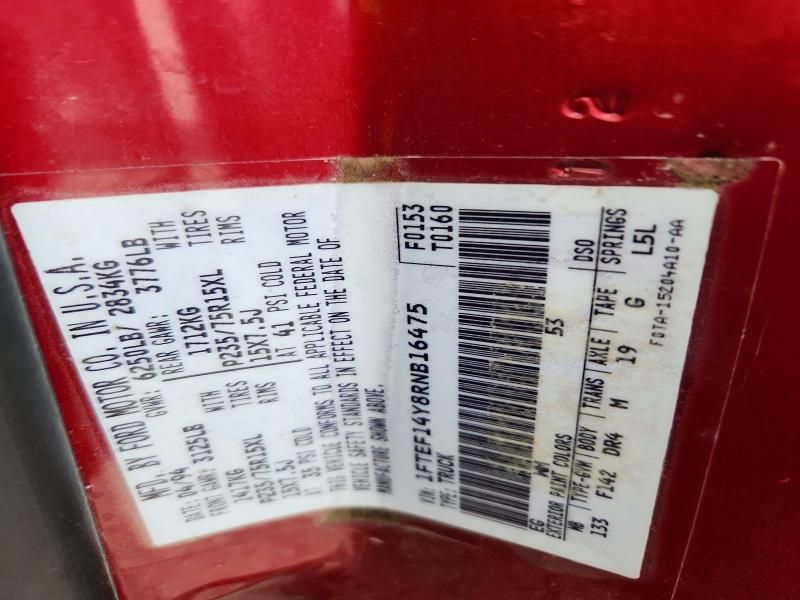 MFD. BY FORD MOTOR CO. IN U.S.A.
DATE: 04/94 GVWR: 6250LB/ 2834KG
FRONT GAWR: 3125LB REAR GAWR: 3776LB
1417KG WITH 1712KG WITH
P235/75R15XL TIRES P235/75R15XL TIRES
15X7.5J RIMS 15X7.5J RIMS
AT 35 PSI COLD AT 41 PSI COLD
THIS VEHICLE CONFORMS TO ALL APPLICABLE FEDERAL MOTOR
VEHICLE SAFETY STANDARDS IN EFFECT ON THE DATE OF
MANUFACTURE SHOWN ABOVE.
VIN: 1FTEF14Y8RNB16475 F0153
TYPE: TRUCK T0160
EG 53
EXTERIOR PAINT COLORS DSO
WB TYPE-GVW BODY TRANS AXLE TAPE SPRINGS
133 F142 DR4 M 19 G L5L
F0TA-15204A10-AA
2